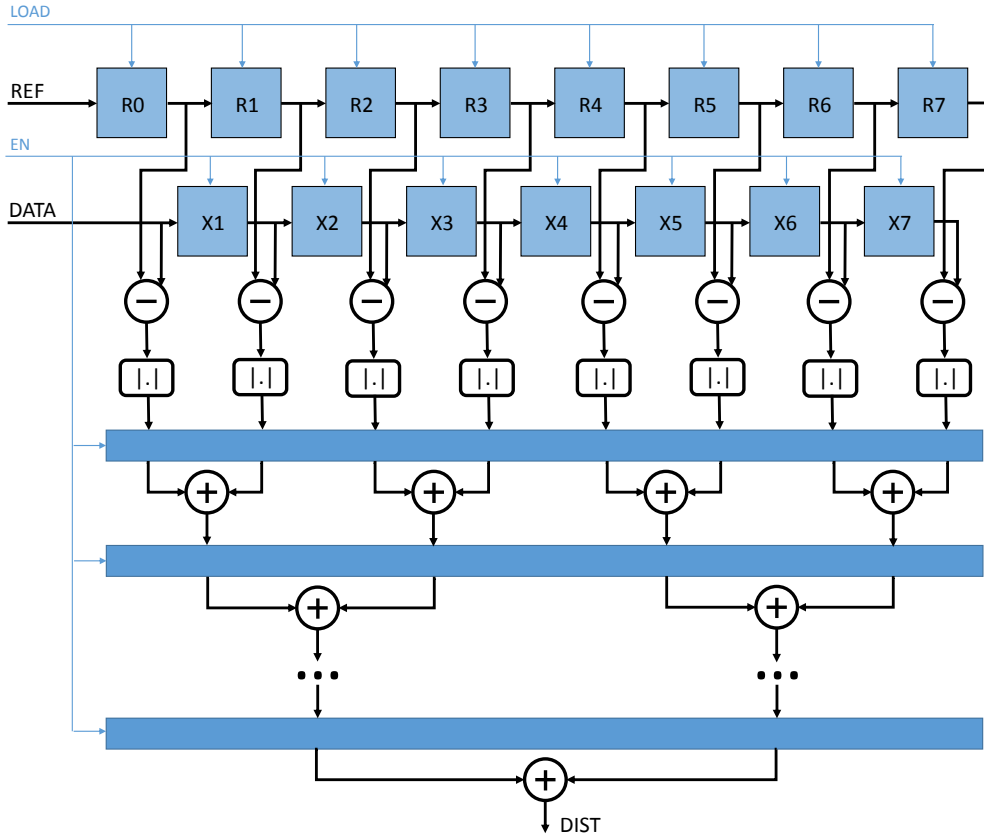 LOAD
REF
R0 R1 R2 R3 R4 R5 R6 R7
EN
DATA
X1 X2 X3 X4 X5 X6 X7
− − − − − − − −
|.| |.| |.| |.| |.| |.| |.| |.|
+ + + +
+ +
... ...
+
DIST